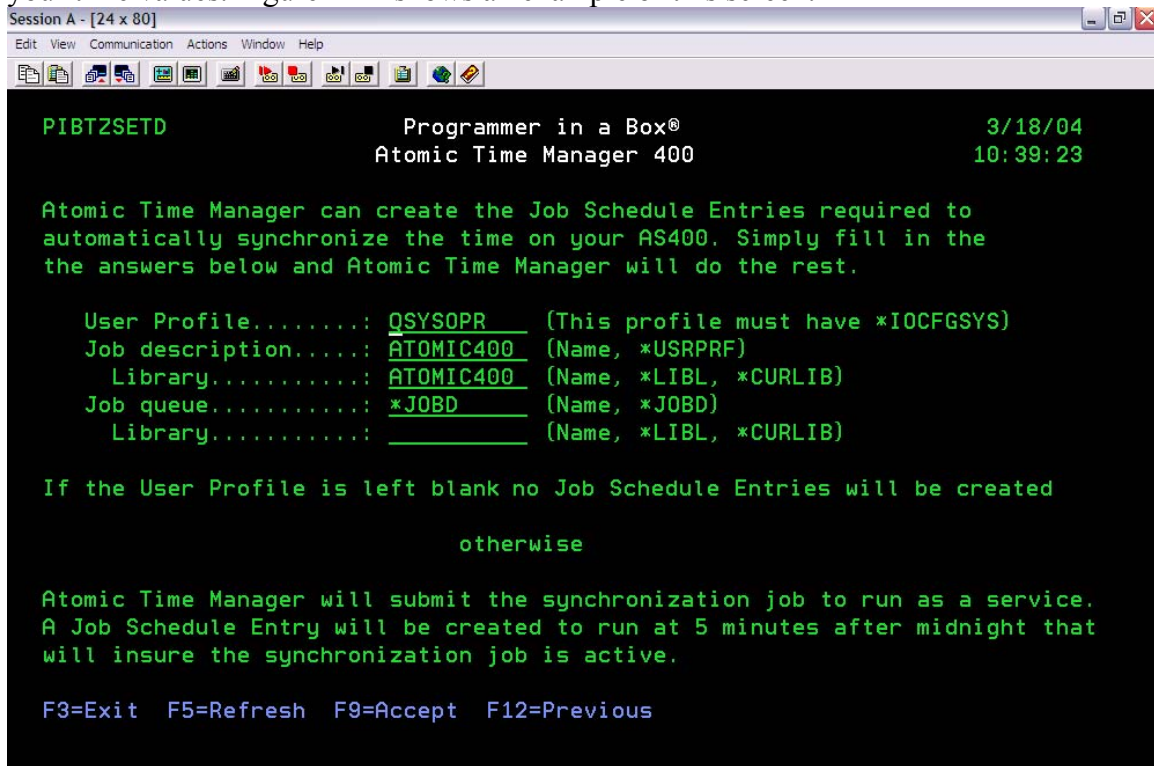 Session A - [24 x 80]
Edit View Communication Actions Window Help
PIBTZSETD Programmer in a Box® 3/18/04
Atomic Time Manager 400 10:39:23
Atomic Time Manager can create the Job Schedule Entries required to
automatically synchronize the time on your AS400. Simply fill in the
the answers below and Atomic Time Manager will do the rest.
User Profile........: QSYSOPR (This profile must have *IOCFGSYS)
Job description.....: ATOMIC400 (Name, *USRPRF)
Library...........: ATOMIC400 (Name, *LIBL, *CURLIB)
Job queue...........: *JOBD (Name, *JOBD)
Library...........: (Name, *LIBL, *CURLIB)
If the User Profile is left blank no Job Schedule Entries will be created
otherwise
Atomic Time Manager will submit the synchronization job to run as a service.
A Job Schedule Entry will be created to run at 5 minutes after midnight that
will insure the synchronization job is active.
F3=Exit F5=Refresh F9=Accept F12=Previous